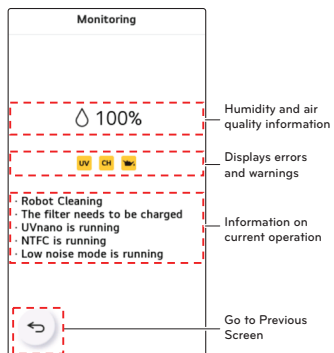 Monitoring
100%
Humidity and air
quality information
UV CH
Displays errors
and warnings
· Robot Cleaning
· The filter needs to be charged
· UVnano is running
· NTFC is running
· Low noise mode is running
Information on
current operation
Go to Previous
Screen